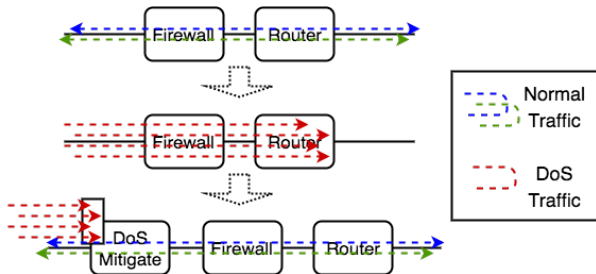 Firewall
Router
Normal
Traffic
Firewall
Router
DoS
Traffic
DoS
Mitigate
Firewall
Router